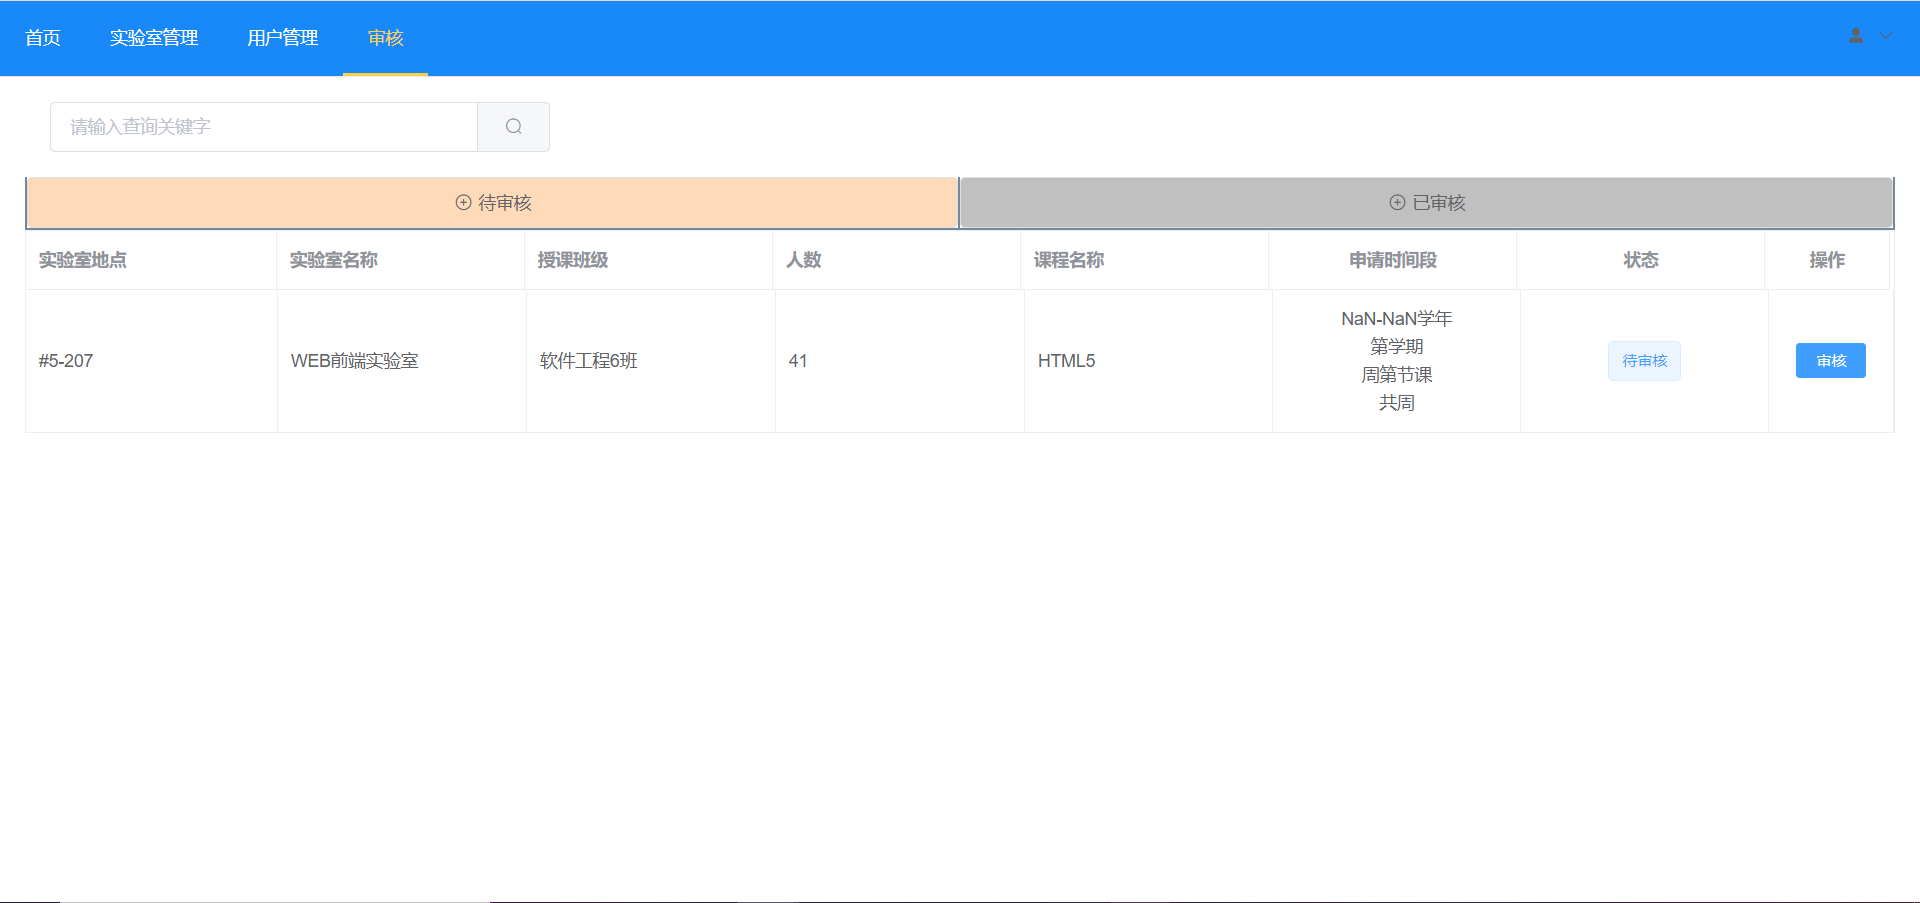 首页 实验室管理 用户管理 审核
请输入查询关键字
待审核 已审核
实验室地点 实验室名称 授课班级 人数 课程名称 申请时间段 状态 操作
#5-207 WEB前端实验室 软件工程6班 41 HTML5 NaN-NaN学年
第学期
周第节课
共周
待审核 审核